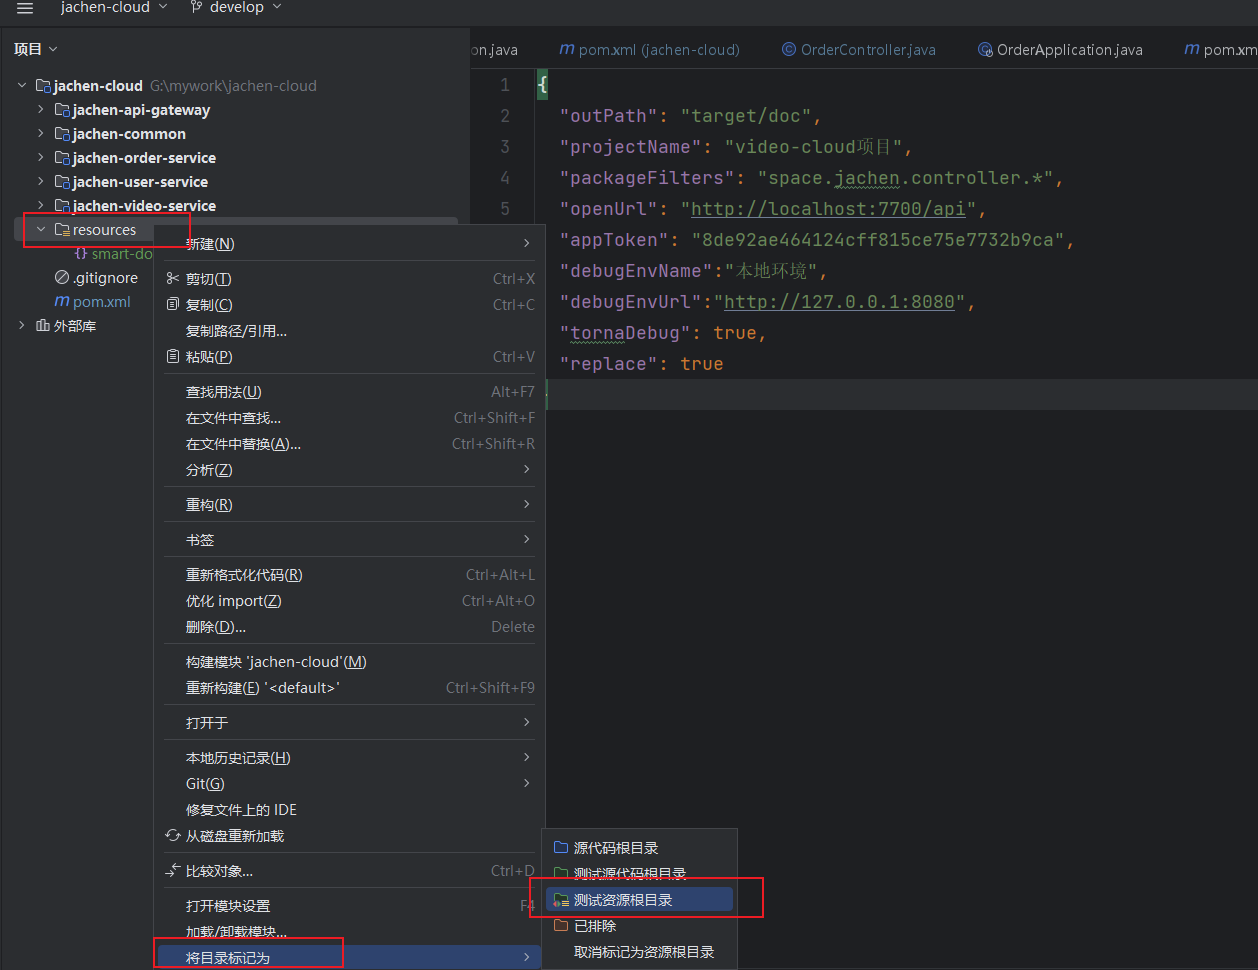 jachen-cloud develop
项目
on.java pom.xml (jachen-cloud) OrderController.java OrderApplication.java pom.xm
jachen-cloud G:\mywork\jachen-cloud
jachen-api-gateway
jachen-common
jachen-order-service
jachen-user-service
jachen-video-service
resources
smart-do
.gitignore
pom.xml
外部库
1 {
2 "outPath": "target/doc",
3 "projectName": "video-cloud项目",
4 "packageFilters": "space.jachen.controller.*",
5 "openUrl": "http://localhost:7700/api",
"appToken": "8de92ae464124cff815ce75e7732b9ca",
"debugEnvName":"本地环境",
"debugEnvUrl":"http://127.0.0.1:8080",
"tornaDebug": true,
"replace": true
新建(N)
剪切(T) Ctrl+X
复制(C) Ctrl+C
复制路径/引用...
粘贴(P) Ctrl+V
查找用法(U) Alt+F7
在文件中查找... Ctrl+Shift+F
在文件中替换(A)... Ctrl+Shift+R
分析(Z)
重构(R)
书签
重新格式化代码(R) Ctrl+Alt+L
优化 import(Z) Ctrl+Alt+O
删除(D)... Delete
构建模块 'jachen-cloud'(M)
重新构建(E) '<default>' Ctrl+Shift+F9
打开于
本地历史记录(H)
Git(G)
修复文件上的 IDE
从磁盘重新加载
比较对象... Ctrl+D
打开模块设置 F4
加载/卸载模块...
将目录标记为
源代码根目录
测试源代码根目录
测试资源根目录
已排除
取消标记为资源根目录